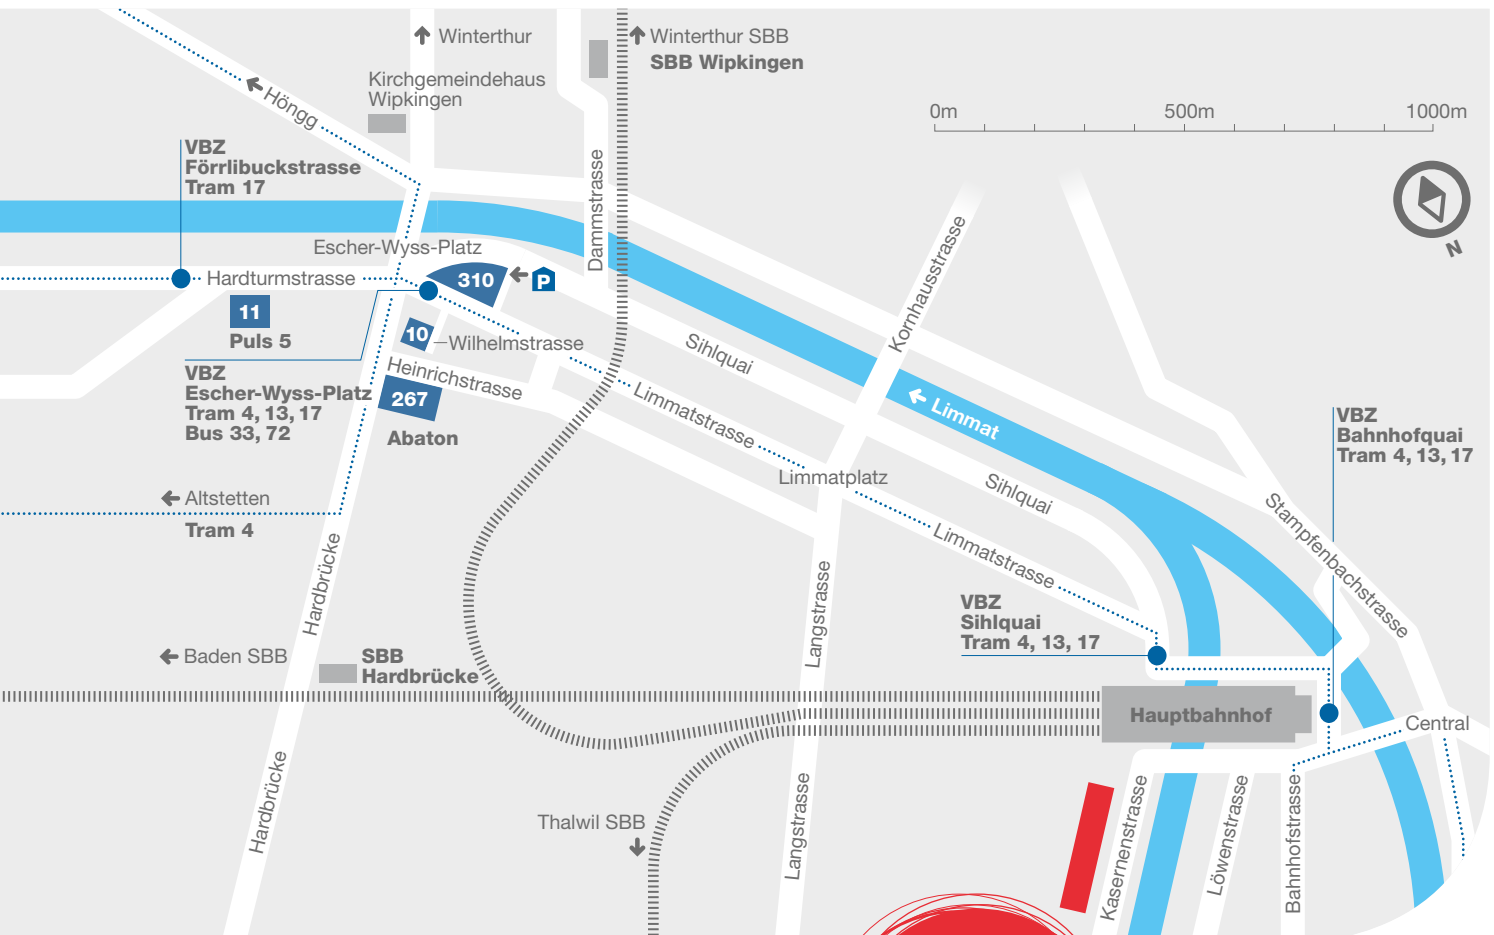 Winterthur
Winterthur SBB
SBB Wipkingen
Kirchgemeindehaus
Wipkingen
Höngg
0m 500m 1000m
N
VBZ
Förrlibuckstrasse
Tram 17
Dammstrasse
Escher-Wyss-Platz
Hardturmstrasse
310
P
11
Puls 5
10
Wilhelmstrasse
Kornhausstrasse
Sihlquai
VBZ
Escher-Wyss-Platz
Tram 4, 13, 17
Bus 33, 72
Heinrichstrasse
267
Abaton
Limmatstrasse
Limmat
VBZ
Bahnhofquai
Tram 4, 13, 17
Limmatplatz
Sihlquai
Altstetten
Tram 4
Stampfenbachstrasse
Limmatstrasse
Hardbrücke
Langstrasse
VBZ
Sihlquai
Tram 4, 13, 17
Baden SBB
SBB
Hardbrücke
Hauptbahnhof
Central
Hardbrücke
Langstrasse
Thalwil SBB
Kasernenstrasse
Löwenstrasse
Bahnhofstrasse